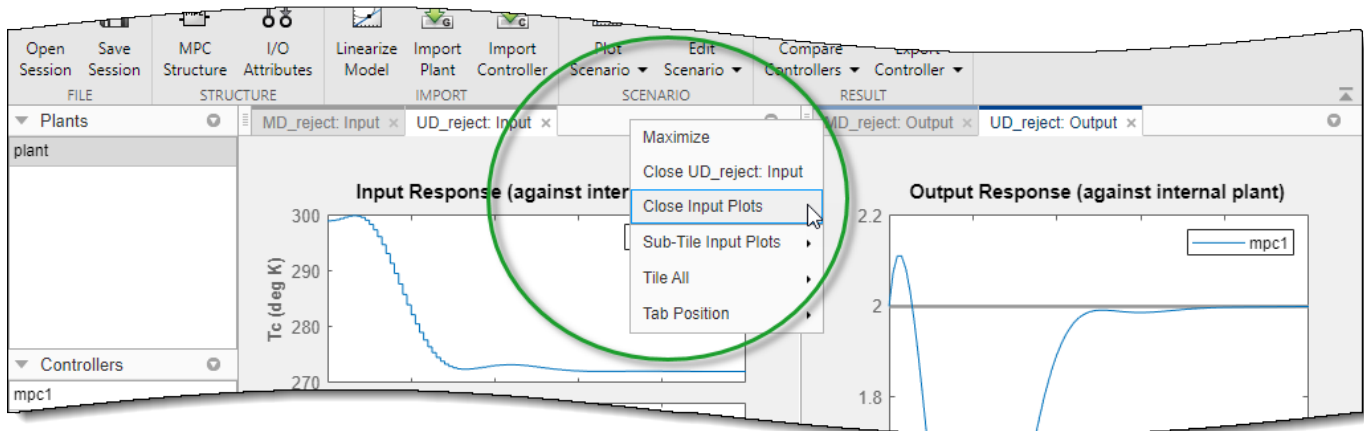 G
C
Open
Save
MPC
I/O
Linearize
Import
Import
Plot
Edit
Compare
Export
Session
Session
Structure
Attributes
Model
Plant
Controller
Scenario
Scenario
Controllers
Controller
FILE
STRUCTURE
IMPORT
SCENARIO
RESULT
Plants
MD_reject: Input ×
UD_reject: Input ×
MD_reject: Output ×
UD_reject: Output ×
plant
Maximize
Close UD_reject: Input
Close Input Plots
Sub-Tile Input Plots
Tile All
Tab Position
Input Response (against inter
300
290
280
270
Tc (deg K)
Output Response (against internal plant)
2.2
2
1.8
mpc1
Controllers
mpc1